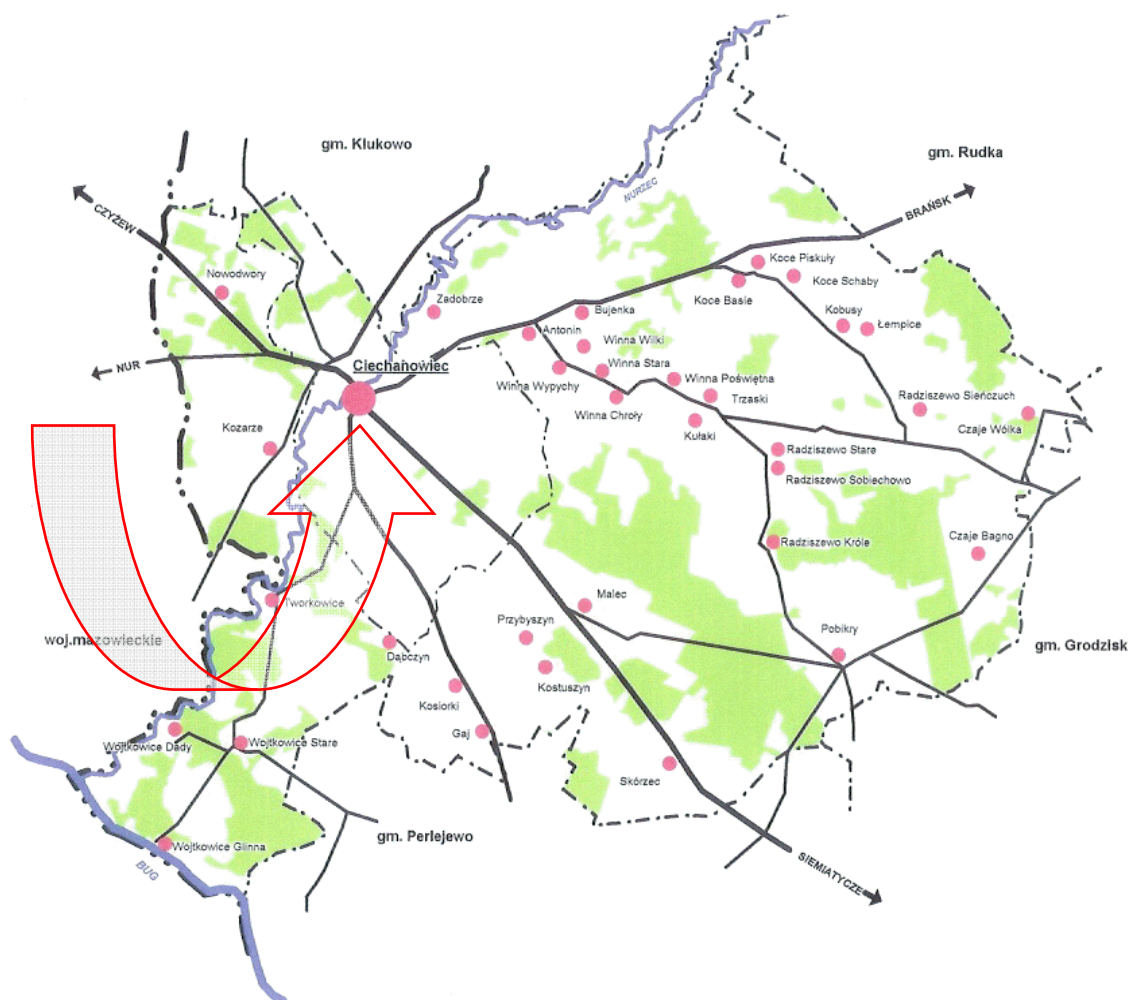 gm. Klukowo
gm. Rudka
NURZEC
CZYŻEW
BRAŃSK
Koce Piskuły
Koce Schaby
Nowodwory
Koce Basie
Zadobrze
Bujenka
Kobusy
Łempice
Antonin
Winna Wilki
NUR
Ciechanowiec
Winna Stara
Winna Wypychy
Winna Poświętna
Trzaski
Winna Chroły
Radziszewo Sieńczuch
Czaje Wólka
Kułaki
Kozarze
Radziszewo Stare
Radziszewo Sobiechowo
Radziszewo Króle
Czaje Bagno
Tworkowice
Malec
woj.mazowieckie
Przybyszyn
Pobikry
gm. Grodzisk
Dąbczyn
Kostuszyn
Kosiorki
Gaj
Wojtkowice Dady
Wojtkowice Stare
Skórzec
gm. Perlejewo
Wojtkowice Glinna
BUG
SIEMIATYCZE